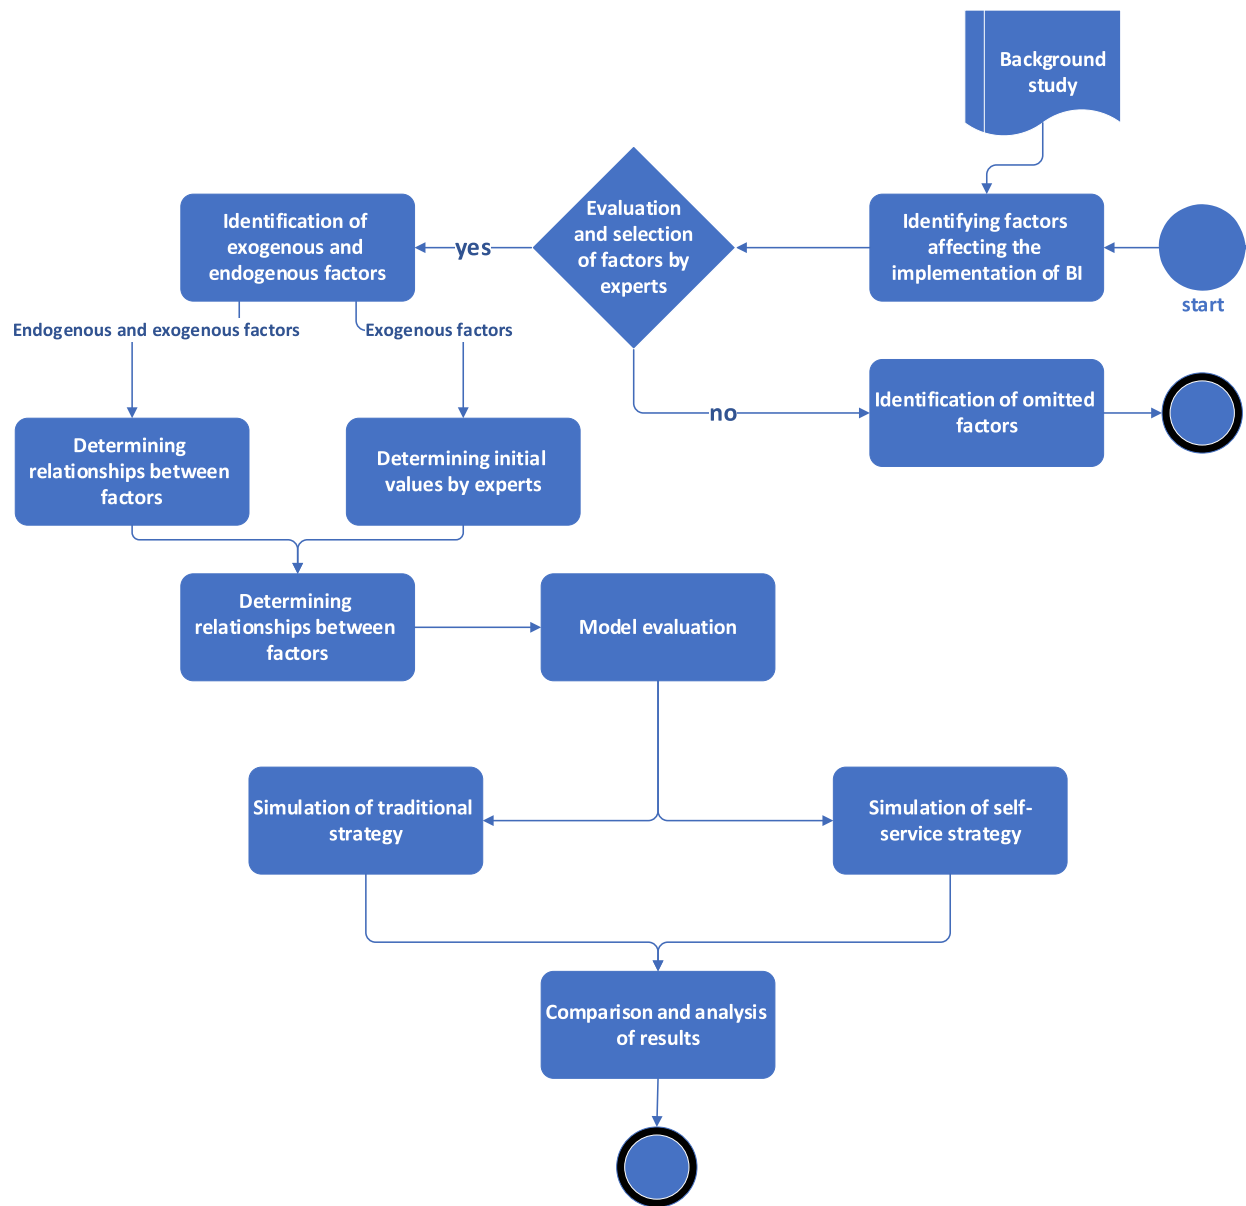 Background
study
Identifying factors
affecting the
implementation of BI
start
Evaluation
and selection
of factors by
experts
yes
Identification of
exogenous and
endogenous factors
Endogenous and exogenous factors
Exogenous factors
no
Identification of omitted
factors
Determining
relationships between
factors
Determining initial
values by experts
Determining
relationships between
factors
Model evaluation
Simulation of traditional
strategy
Simulation of self-
service strategy
Comparison and analysis
of results